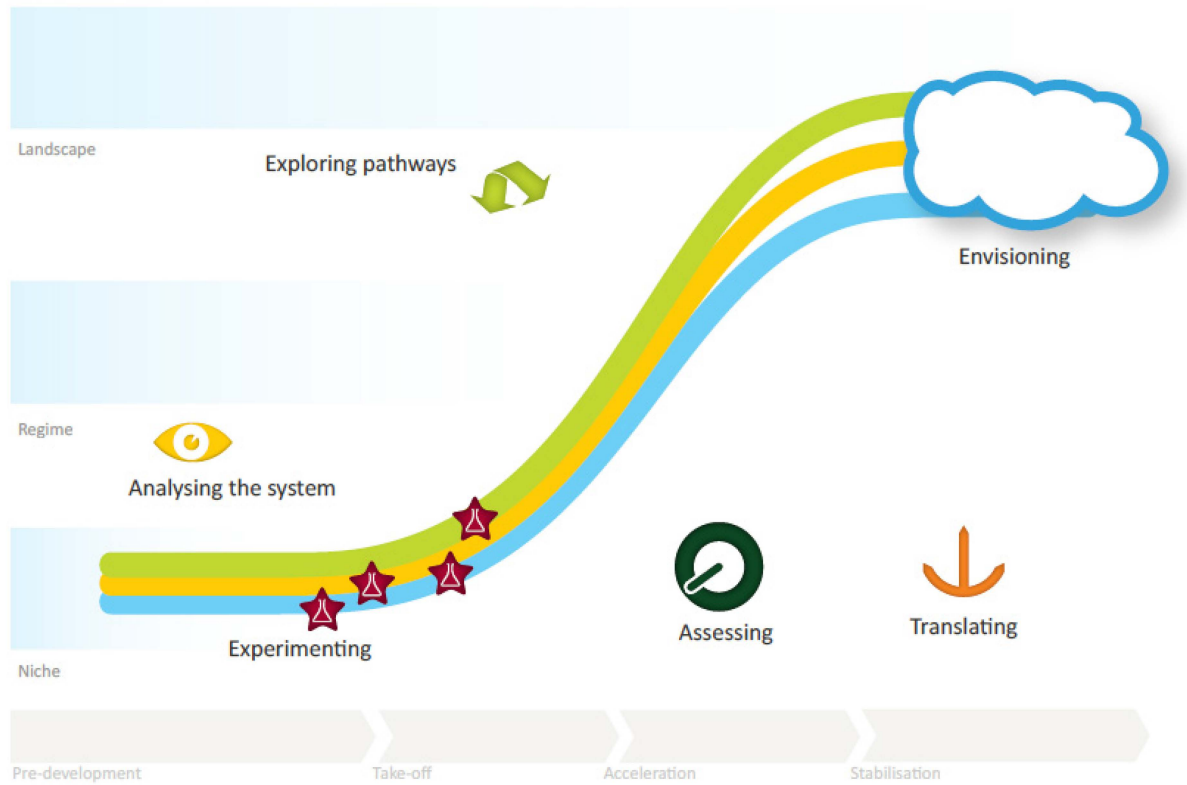 Landscape
Exploring pathways
Envisioning
Regime
Analysing the system
Experimenting
Assessing
Translating
Niche
Pre-development
Take-off
Acceleration
Stabilisation